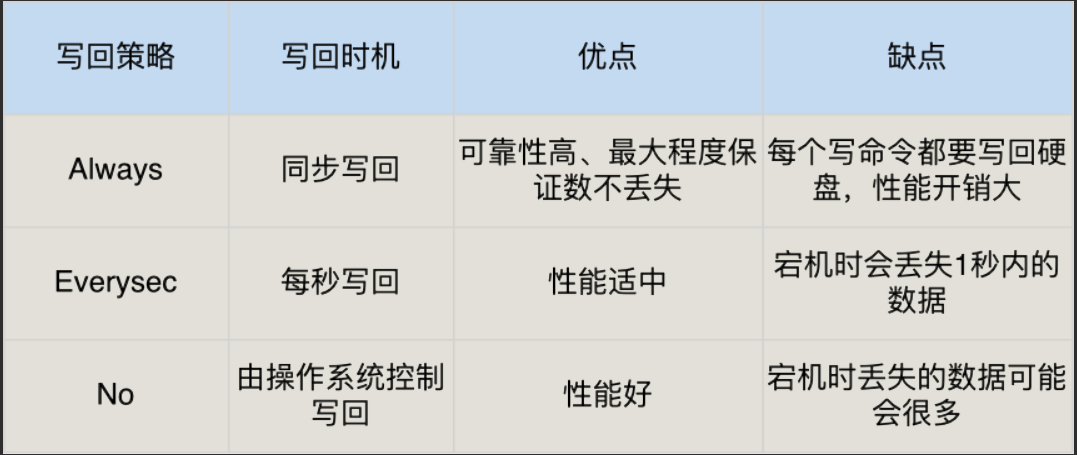 写回策略 写回时机 优点 缺点
Always 同步写回 可靠性高、最大程度保 每个写命令都要写回硬
证数不丢失 盘，性能开销大
Everysec 每秒写回 性能适中 宕机时会丢失1秒内的
数据
No 由操作系统控制 性能好 宕机时丢失的数据可能
写回 会很多